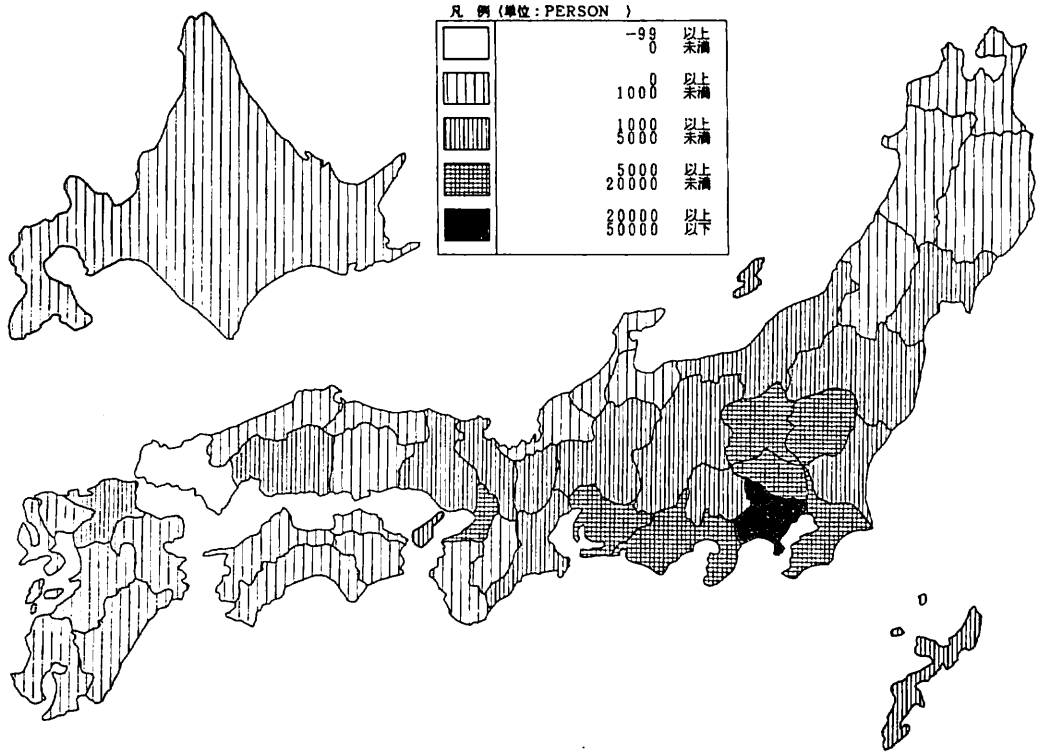 凡 例 (単位 : PERSON )
-99 以上
0 未満
0 以上
1000 未満
1000 以上
5000 未満
5000 以上
20000 未満
20000 以上
50000 以下